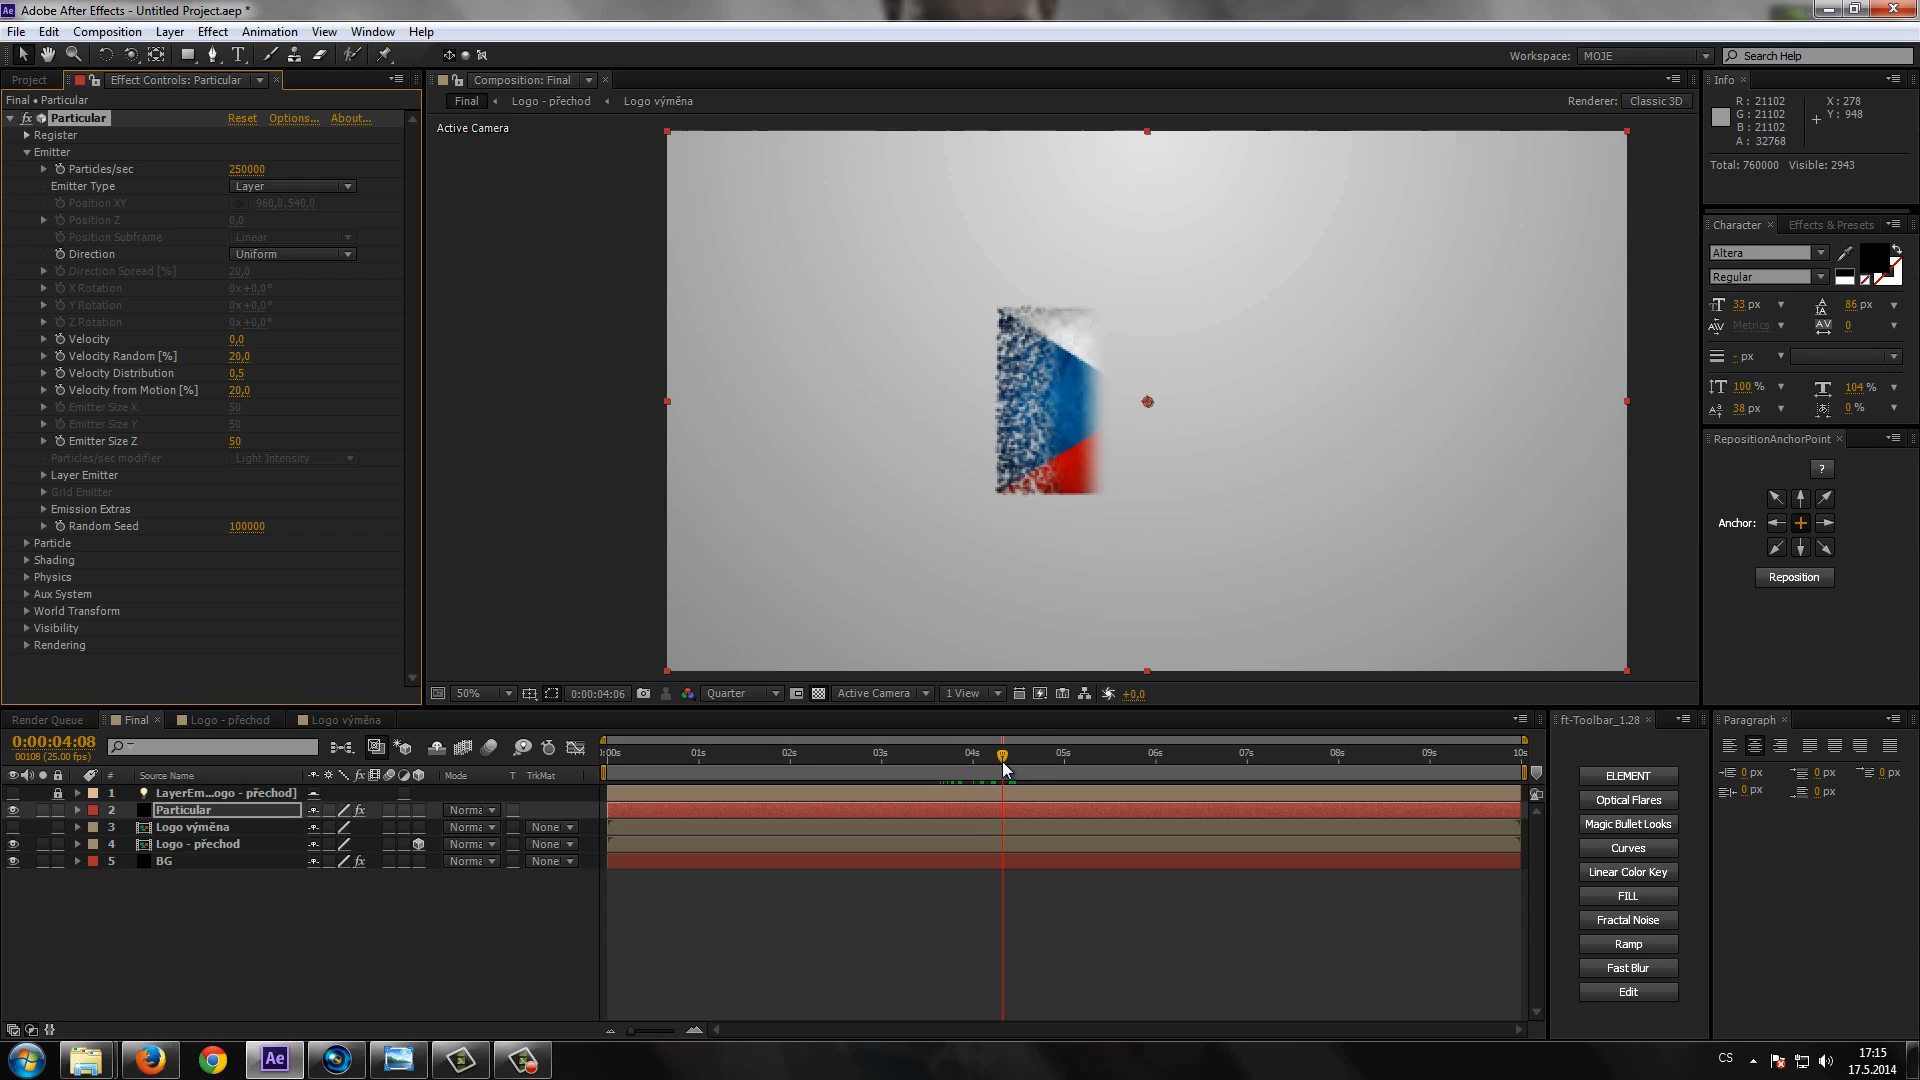 Adobe After Effects - Untitled Project.aep *
File Edit Composition Layer Effect Animation View Window Help
Workspace: MOJE Search Help
Project Effect Controls: Particular
Final • Particular
fx Particular Reset Options... About...
Register
Emitter
Particles/sec 250000
Emitter Type Layer
Position XY 960,0,540,0
Position Z 0,0
Position Subframe Linear
Direction Uniform
Direction Spread [%] 20,0
X Rotation 0x+0,0°
Y Rotation 0x+0,0°
Z Rotation 0x+0,0°
Velocity 0,0
Velocity Random [%] 20,0
Velocity Distribution 0,5
Velocity from Motion [%] 20,0
Emitter Size X 50
Emitter Size Y 50
Emitter Size Z 50
Particles/sec modifier Light Intensity
Layer Emitter
Grid Emitter
Emission Extras
Random Seed 100000
Particle
Shading
Physics
Aux System
World Transform
Visibility
Rendering
Composition: Final
Final Logo - přechod Logo výměna
Renderer: Classic 3D
Active Camera
50% 0:00:04:06 Quarter Active Camera 1 View +0,0
Info
R: 21102 X: 278
G: 21102 Y: 948
B: 21102
A: 32768
Total: 760000 Visible: 2943
Character Effects & Presets
Altera
Regular
33 px 86 px
Metrics 0
- px
100 % 104 %
38 px 0 %
RepositionAnchorPoint
?
Anchor:
Reposition
Render Queue Final Logo - přechod Logo výměna
0:00:04:08
00108 (25.00 fps)
# Source Name fx Mode T TrkMat
:00s 01s 02s 03s 04s 05s 06s 07s 08s 09s 10s
1 LayerEm...ogo - přechod]
2 Particular fx Norma
3 Logo výměna Norma None
4 Logo - přechod Norma None
5 BG fx Norma None
ft-Toolbar_1.28
ELEMENT
Optical Flares
Magic Bullet Looks
Curves
Linear Color Key
FILL
Fractal Noise
Ramp
Fast Blur
Edit
Paragraph
0 px 0 px 0 px
0 px 0 px
Ae
CS
17:15
17.5.2014